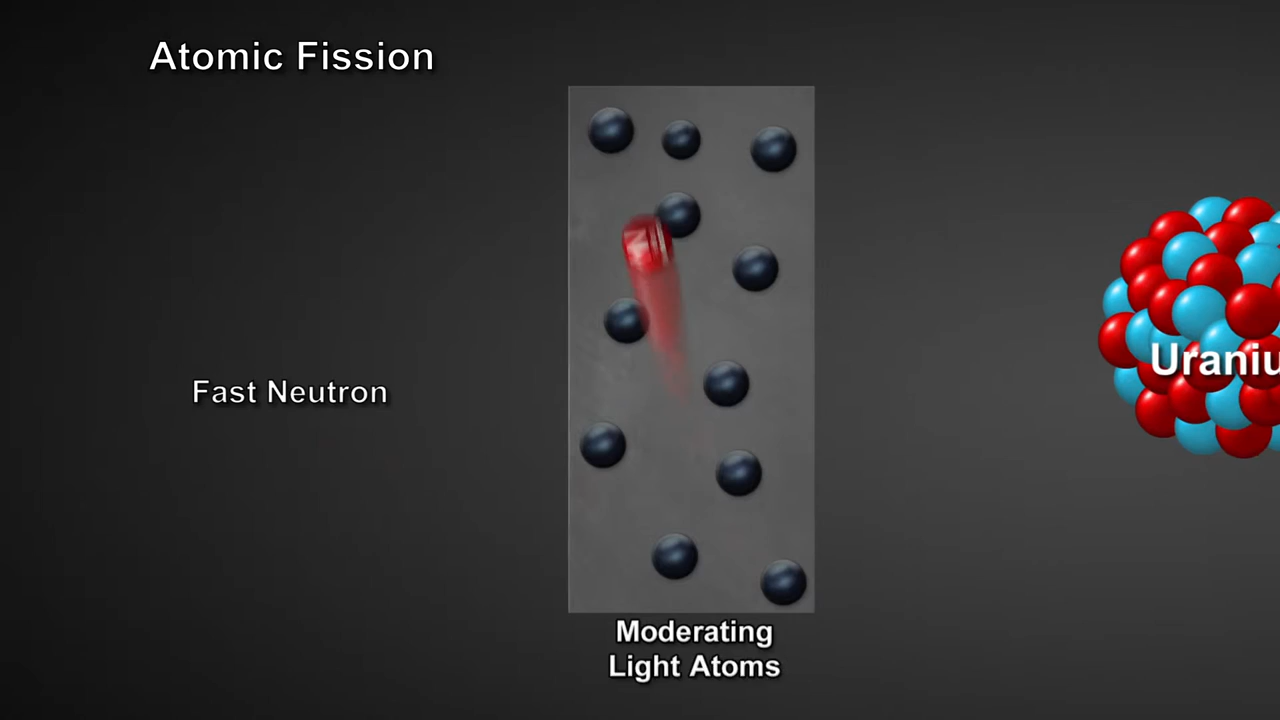 Atomic Fission
Fast Neutron
Uraniu
Moderating
Light Atoms